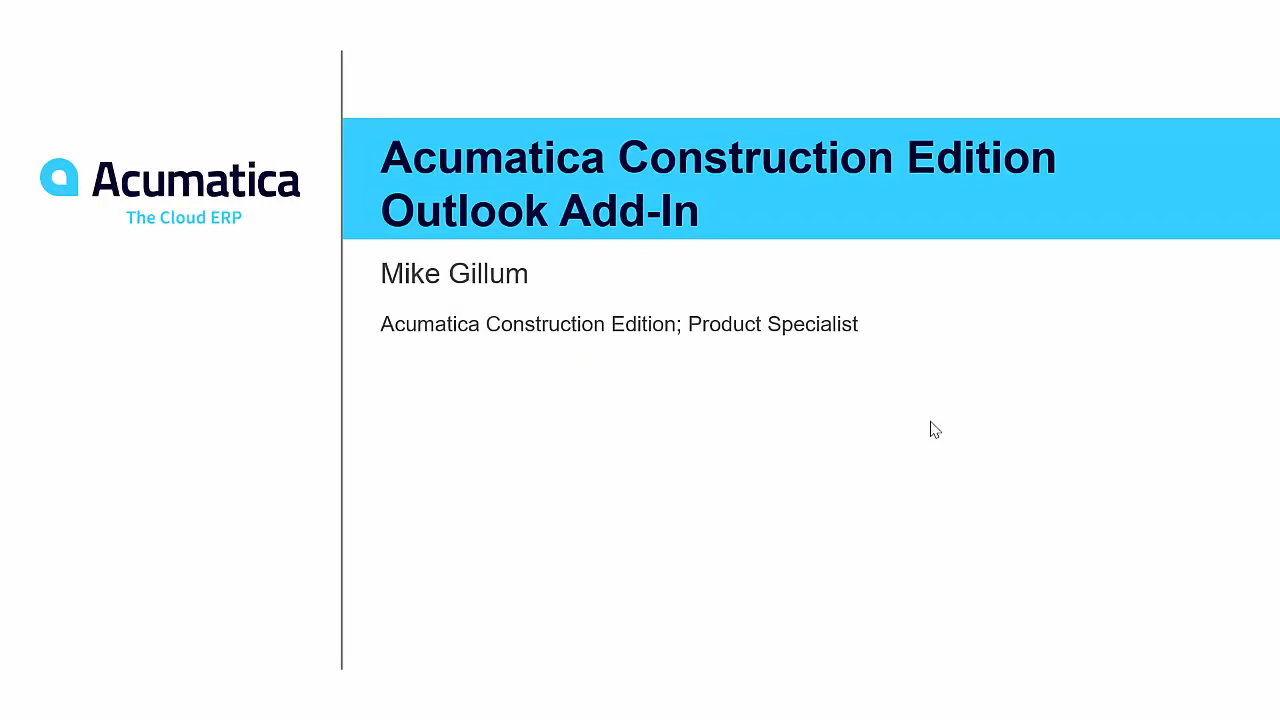 Acumatica
The Cloud ERP
Acumatica Construction Edition
Outlook Add-In
Mike Gillum
Acumatica Construction Edition; Product Specialist